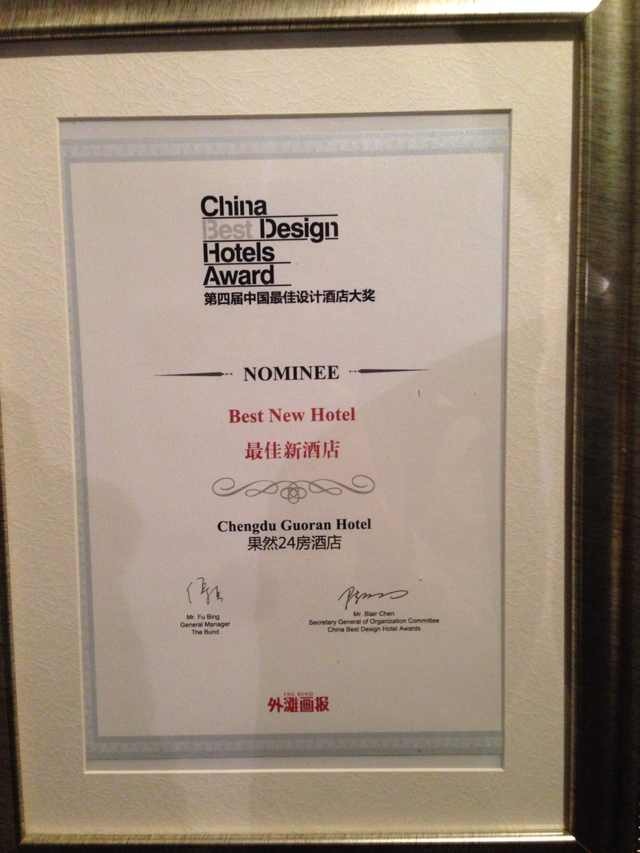 China
Best Design
Hotels
Award
第四届中国最佳设计酒店大奖
NOMINEE
Best New Hotel
最佳新酒店
Chengdu Guoran Hotel
果然24房酒店
Mr. Fu Bing
General Manager
The Bund
Mr. Blair Chen
Secretary General of Organization Committee
China Best Design Hotel Awards
THE BUND
外滩画报